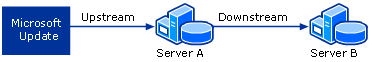 Microsoft
Update
Upstream
Server A
Downstream
Server B